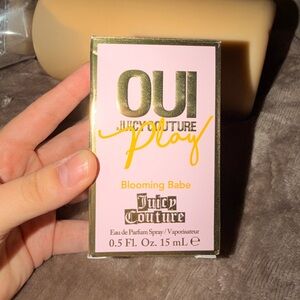 OUI
JUICY COUTURE
Play
Blooming Babe
Juicy
Couture
Eau de Parfum Spray / Vaporisateur
0.5 Fl. Oz. 15 mL ℮